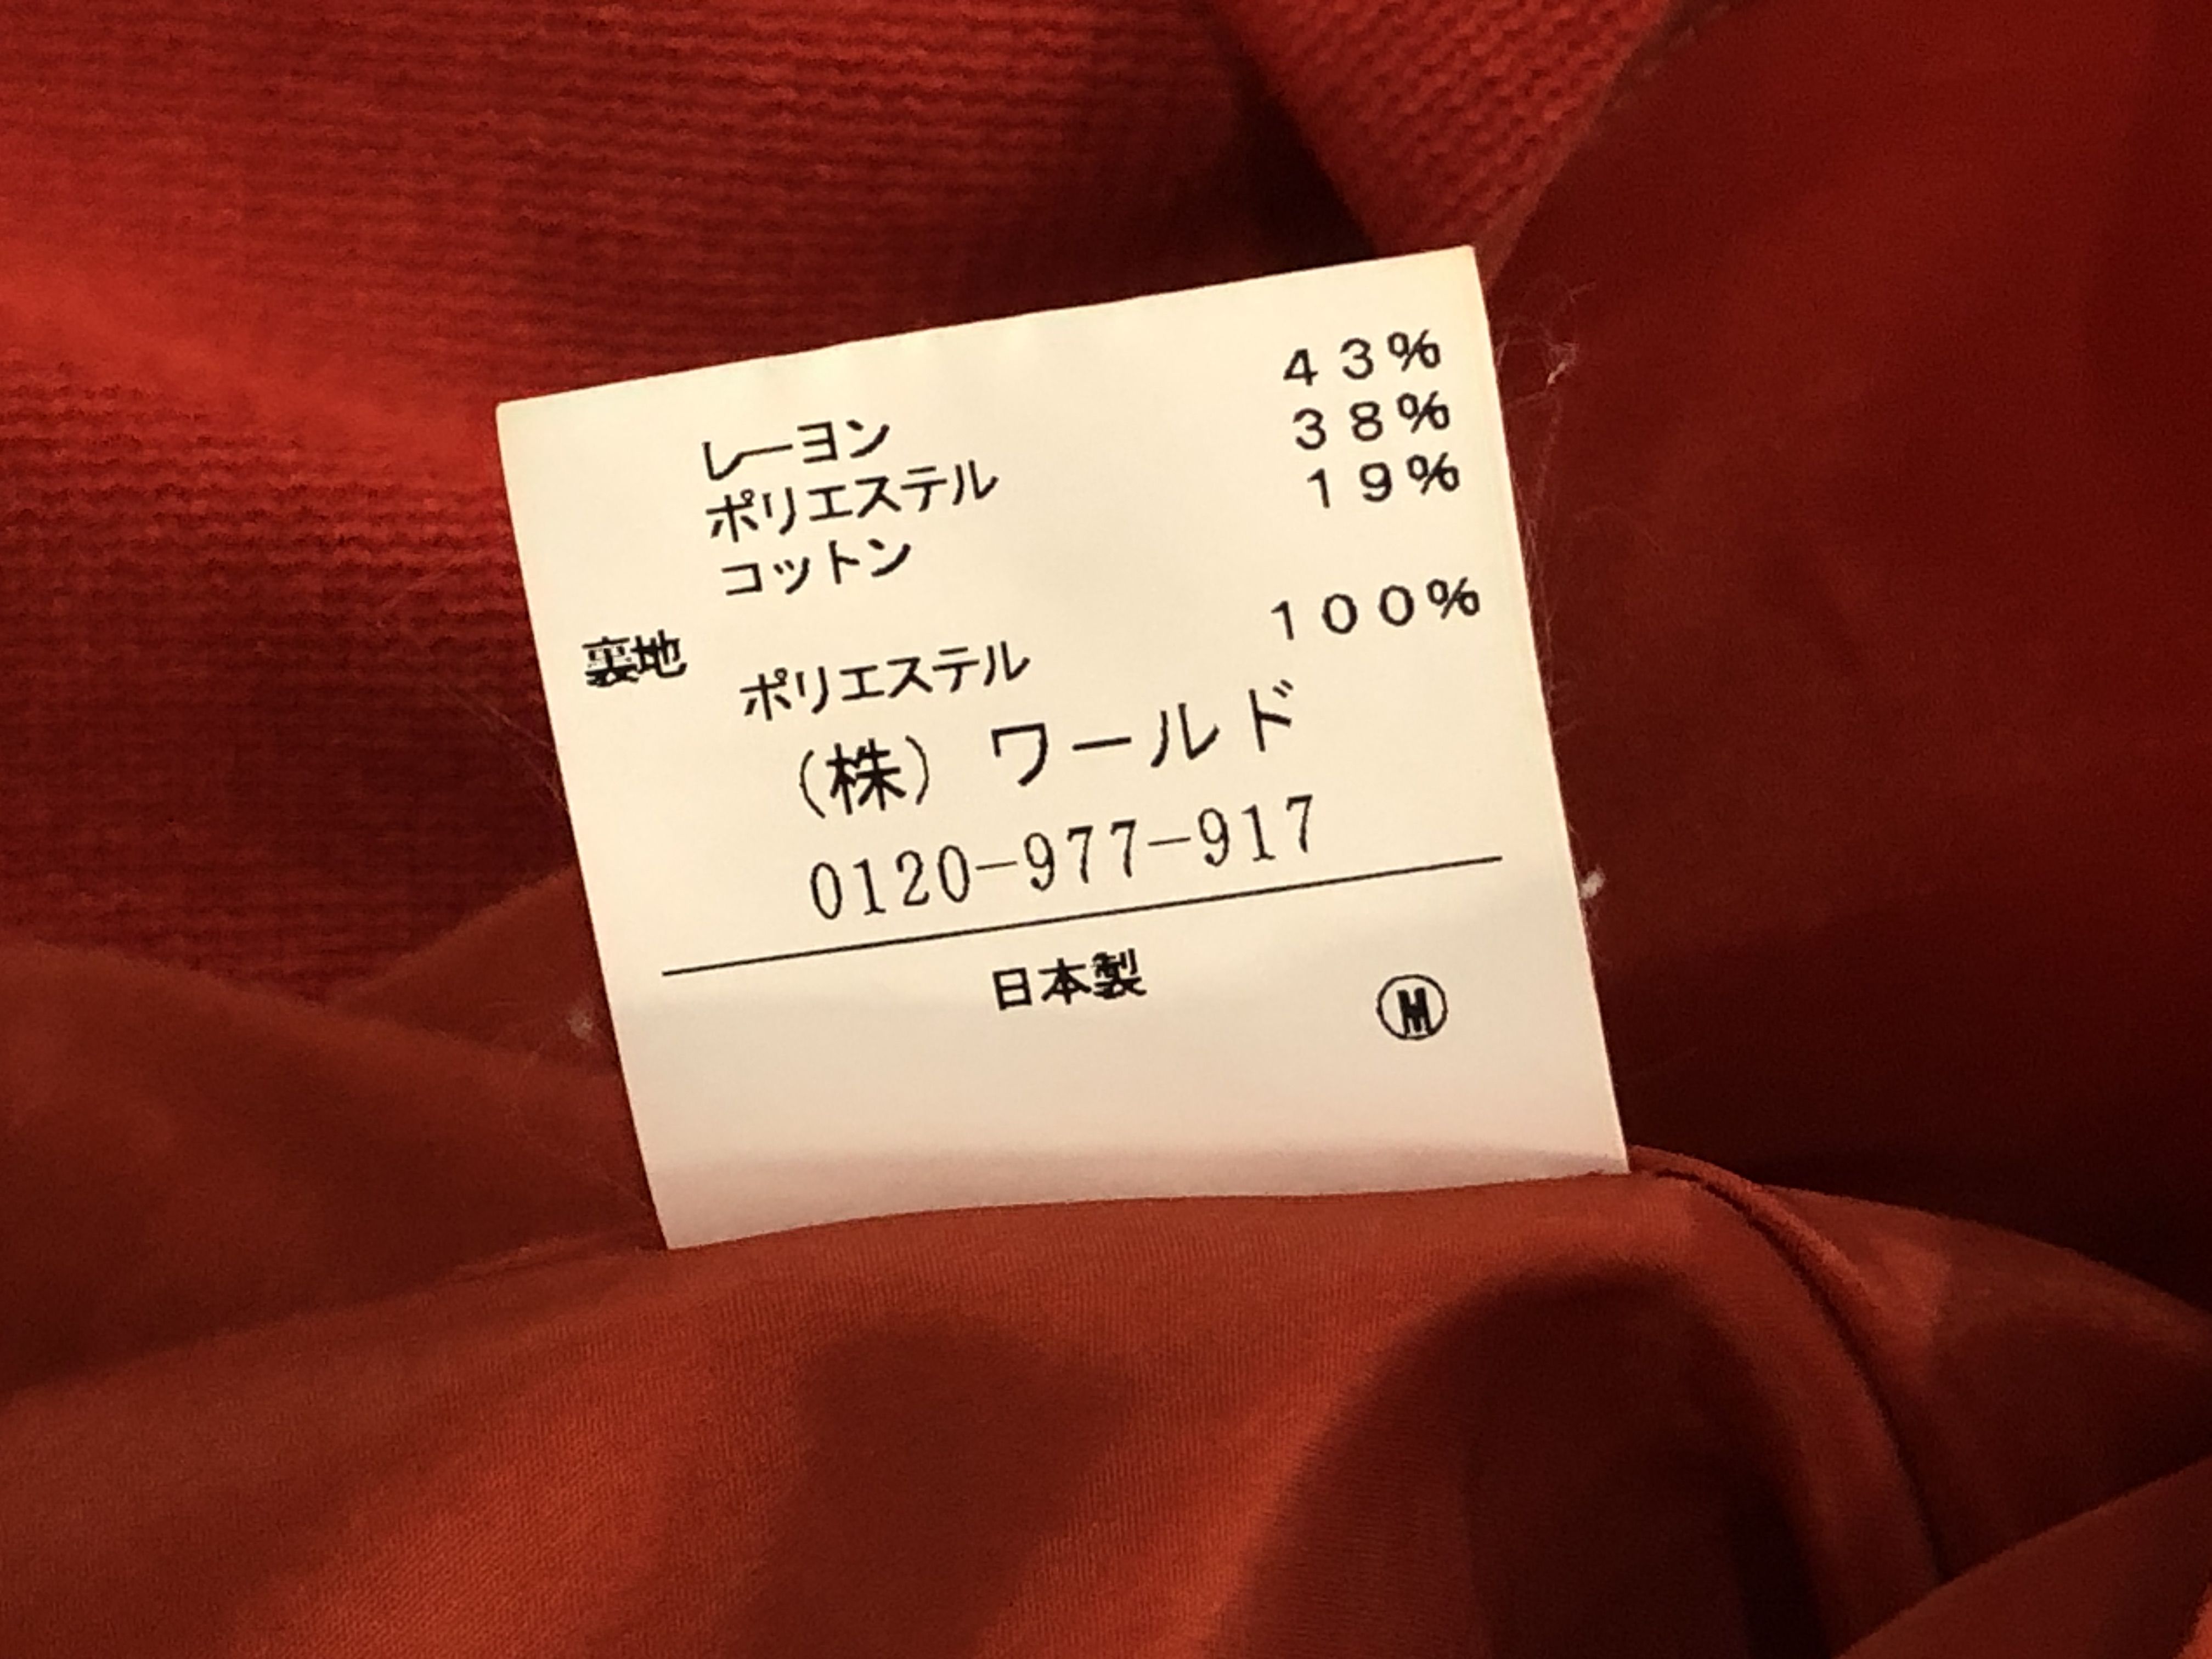 レーヨン 43%
ポリエステル 38%
コットン 19%
裏地
ポリエステル 100%
(株) ワールド
0120-977-917
日本製
Ⓜ